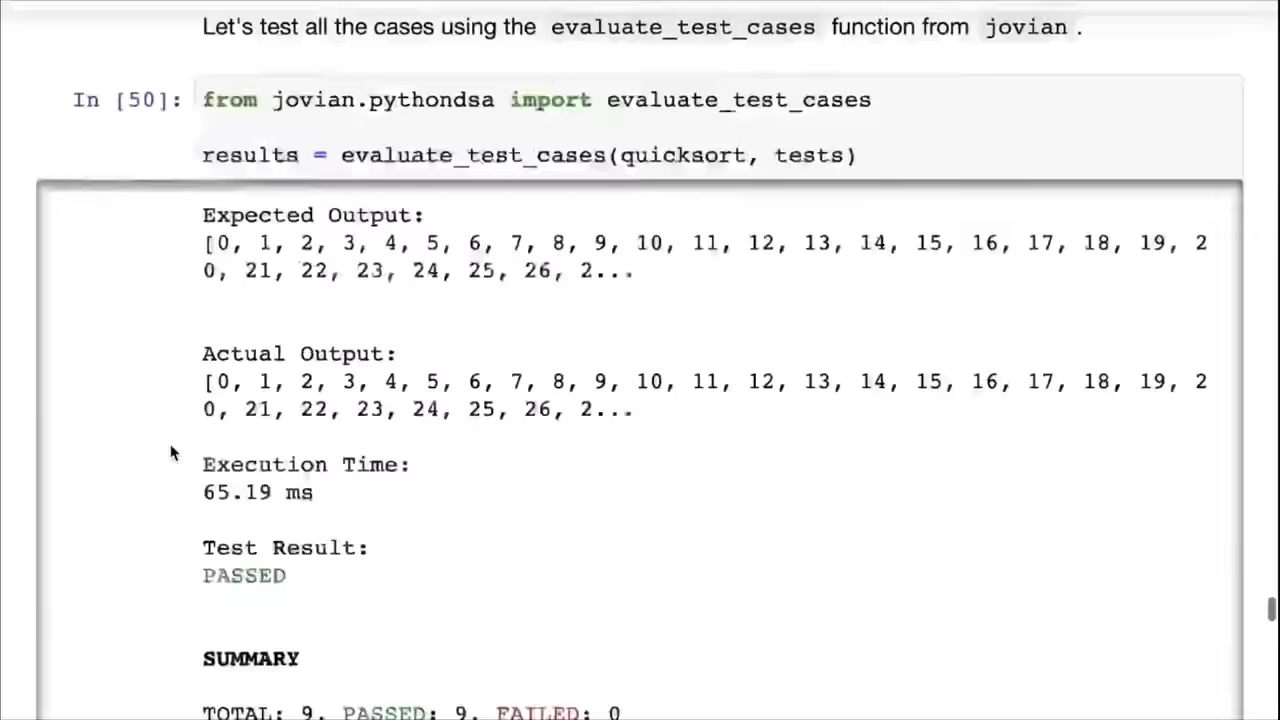 Let's test all the cases using the evaluate_test_cases function from jovian .
In [50]: from jovian.pythondsa import evaluate_test_cases
results = evaluate_test_cases(quicksort, tests)
Expected Output:
[0, 1, 2, 3, 4, 5, 6, 7, 8, 9, 10, 11, 12, 13, 14, 15, 16, 17, 18, 19, 2
0, 21, 22, 23, 24, 25, 26, 2...
Actual Output:
[0, 1, 2, 3, 4, 5, 6, 7, 8, 9, 10, 11, 12, 13, 14, 15, 16, 17, 18, 19, 2
0, 21, 22, 23, 24, 25, 26, 2...
Execution Time:
65.19 ms
Test Result:
PASSED
SUMMARY
TOTAL: 9, PASSED: 9, FAILED: 0